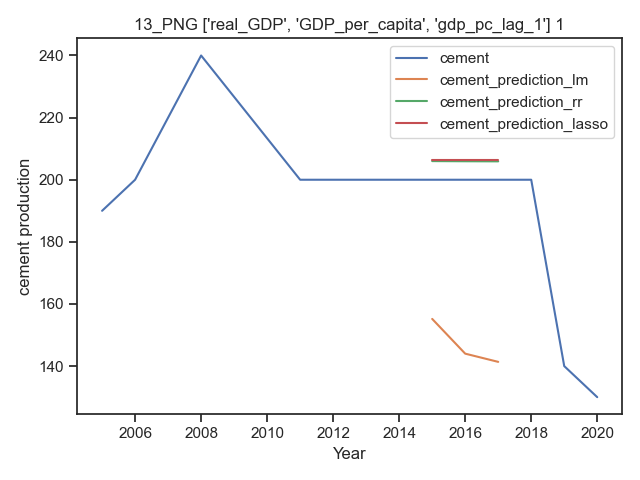 13_PNG ['real_GDP', 'GDP_per_capita', 'gdp_pc_lag_1'] 1
cement
cement_prediction_lm
cement_prediction_rr
cement_prediction_lasso
cement production
240
220
200
180
160
140
2006 2008 2010 2012 2014 2016 2018 2020
Year